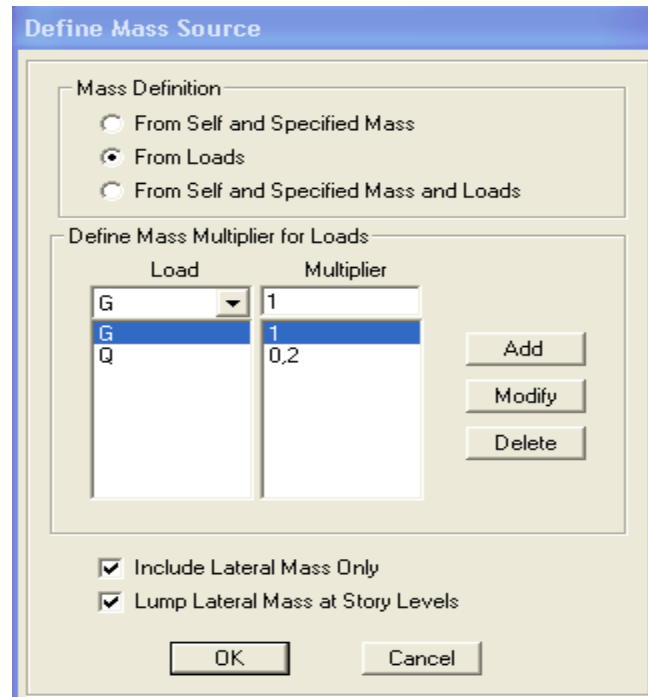 Define Mass Source
Mass Definition
From Self and Specified Mass
From Loads
From Self and Specified Mass and Loads
Define Mass Multiplier for Loads
Load Multiplier
G 1
G 1
Q 0,2
Add
Modify
Delete
Include Lateral Mass Only
Lump Lateral Mass at Story Levels
OK Cancel